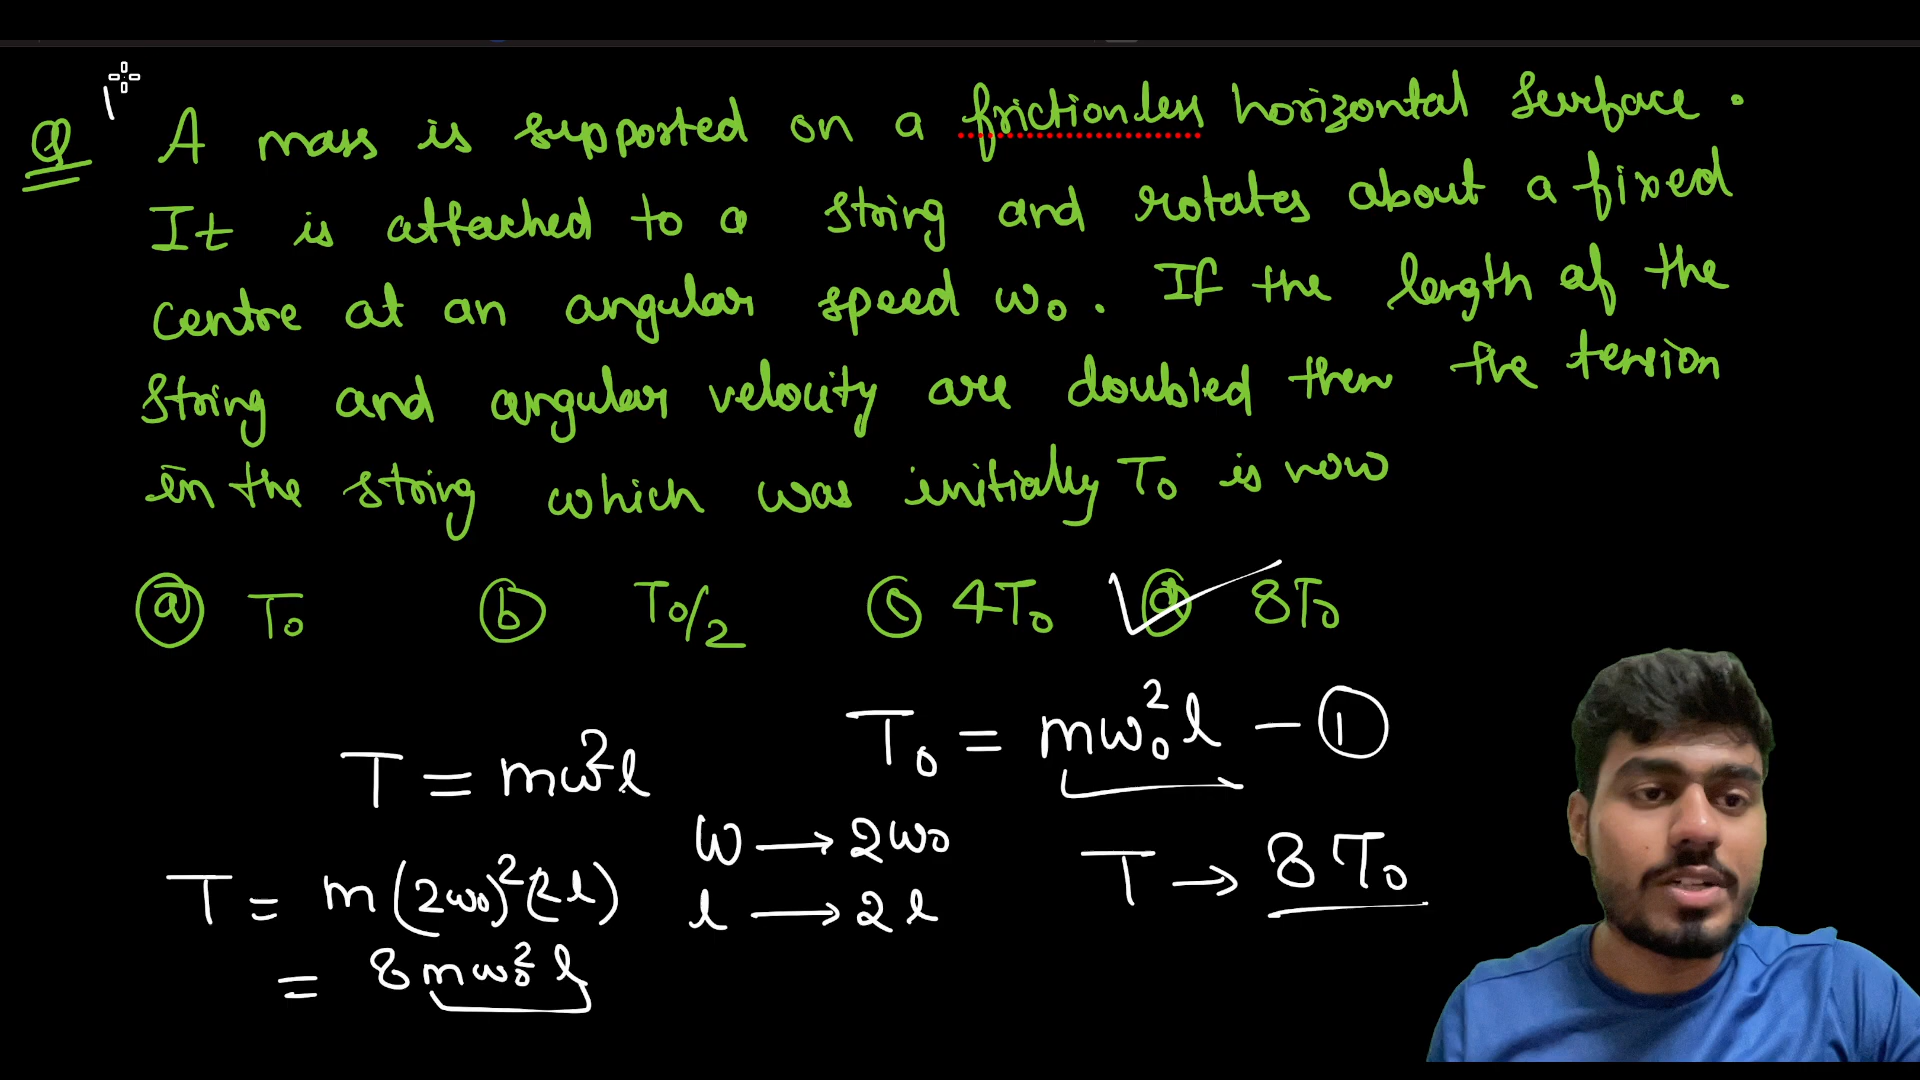 Q A mass is supported on a frictionless horizontal surface.
It is attached to a string and rotates about a fixed
centre at an angular speed ω₀. If the length of the
string and angular velocity are doubled then the tension
in the string which was initially T₀ is now
ⓐ T₀ ⓑ T₀/2 ⓒ 4T₀ ⓓ 8T₀
T = mω²l
T₀ = mω₀²l — ①
ω → 2ω₀
l → 2l
T = m(2ω₀)²(2l)
= 8mω₀²l
T → 8T₀